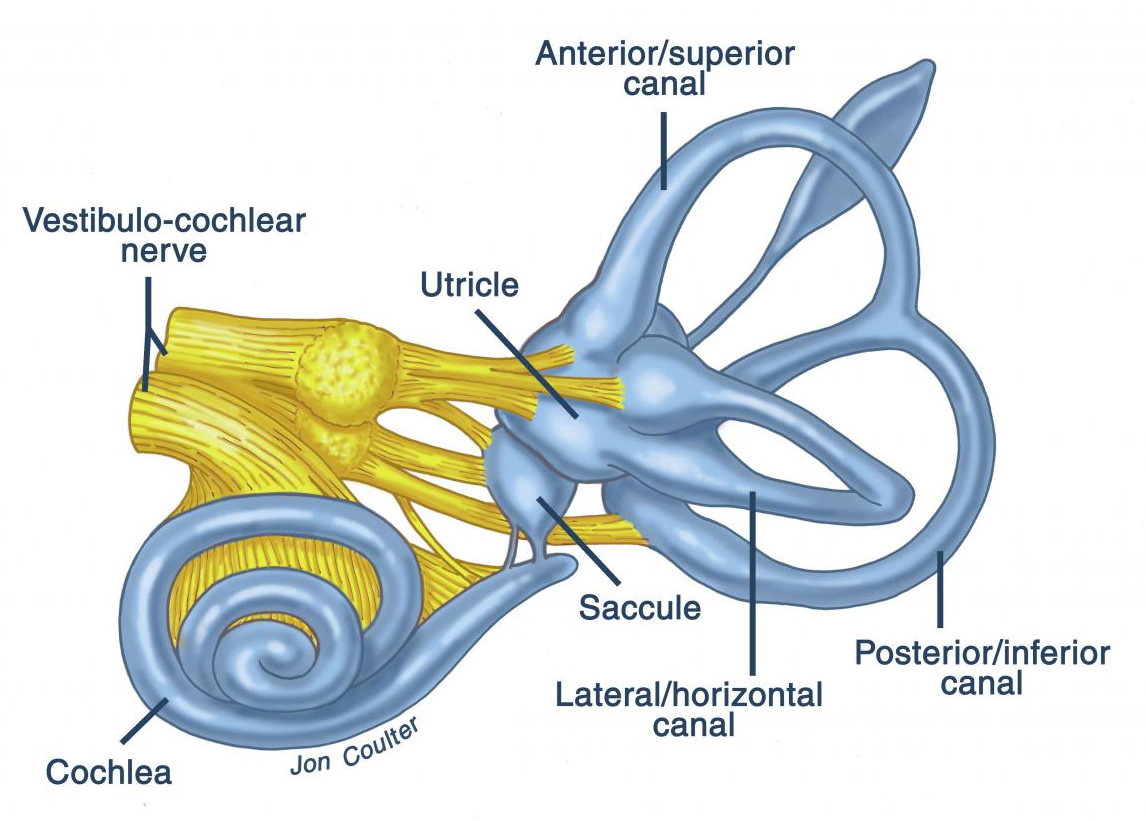 Anterior/superior
canal
Vestibulo-cochlear
nerve
Utricle
Saccule
Posterior/inferior
canal
Lateral/horizontal
canal
Cochlea
Jon Coulter